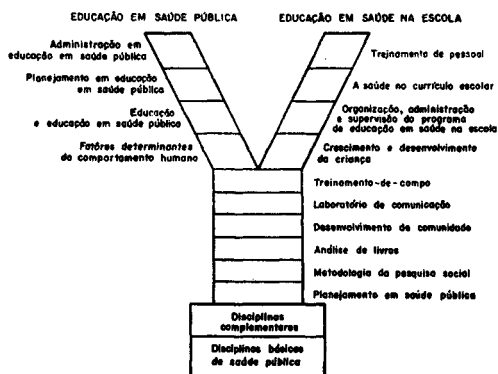 EDUCAÇÃO EM SAÚDE PÚBLICA
EDUCAÇÃO EM SAÚDE NA ESCOLA
Administração em
educação em saúde pública
Planejamento em educação
em saúde pública
Educação
e educação em saúde pública
Fatôres determinantes
do comportamento humano
Treinamento de pessoal
A saúde no currículo escolar
Organização, administração
e supervisão do programa
de educação em saúde na escola
Crescimento e desenvolvimento
da criança
Treinamento-de-campo
Laboratório de comunicação
Desenvolvimento de comunidade
Análise de livros
Metodologia da pesquisa social
Planejamento em saúde pública
Disciplinas
complementares
Disciplinas básicas
de saúde pública